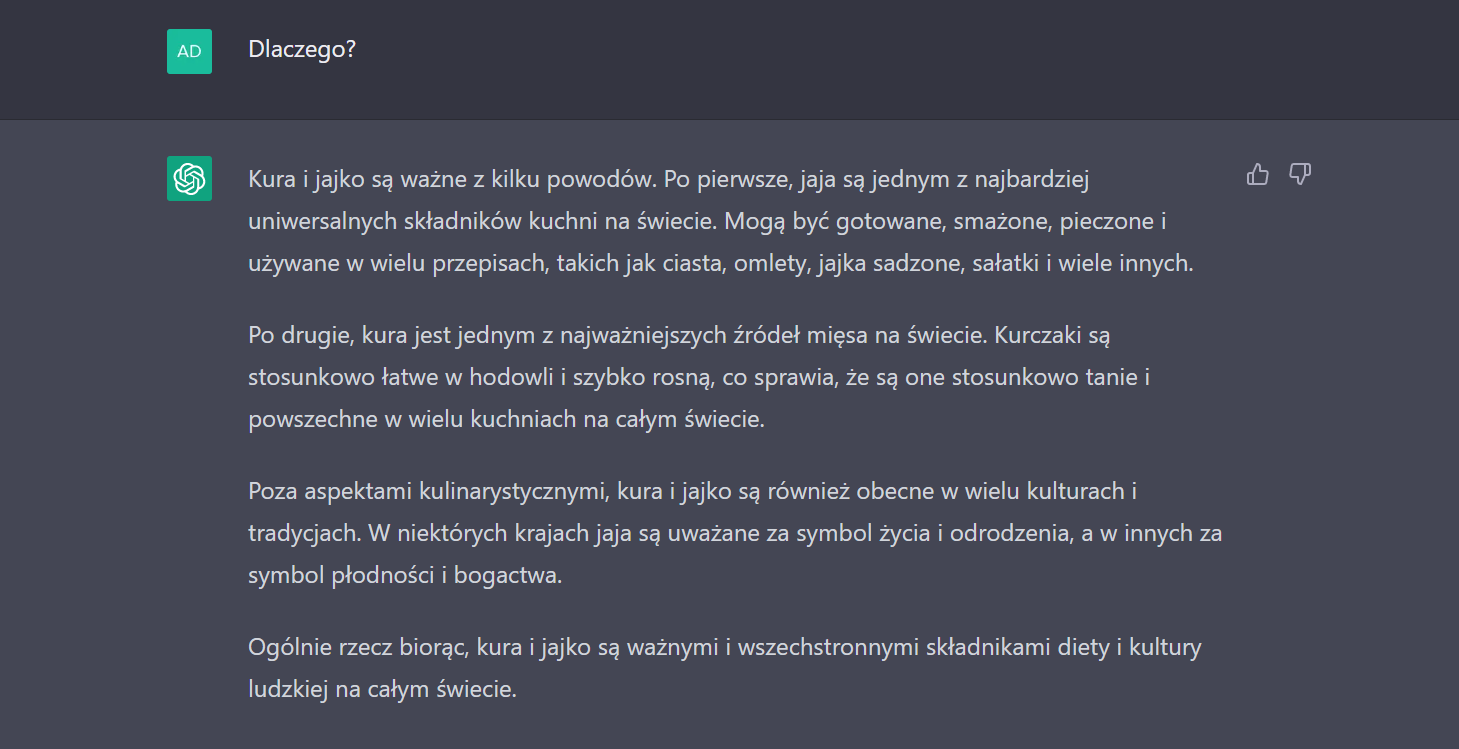 AD
Dlaczego?
Kura i jajko są ważne z kilku powodów. Po pierwsze, jaja są jednym z najbardziej
uniwersalnych składników kuchni na świecie. Mogą być gotowane, smażone, pieczone i
używane w wielu przepisach, takich jak ciasta, omlety, jajka sadzone, sałatki i wiele innych.
Po drugie, kura jest jednym z najważniejszych źródeł mięsa na świecie. Kurczaki są
stosunkowo łatwe w hodowli i szybko rosną, co sprawia, że są one stosunkowo tanie i
powszechne w wielu kuchniach na całym świecie.
Poza aspektami kulinarystycznymi, kura i jajko są również obecne w wielu kulturach i
tradycjach. W niektórych krajach jaja są uważane za symbol życia i odrodzenia, a w innych za
symbol płodności i bogactwa.
Ogólnie rzecz biorąc, kura i jajko są ważnymi i wszechstronnymi składnikami diety i kultury
ludzkiej na całym świecie.